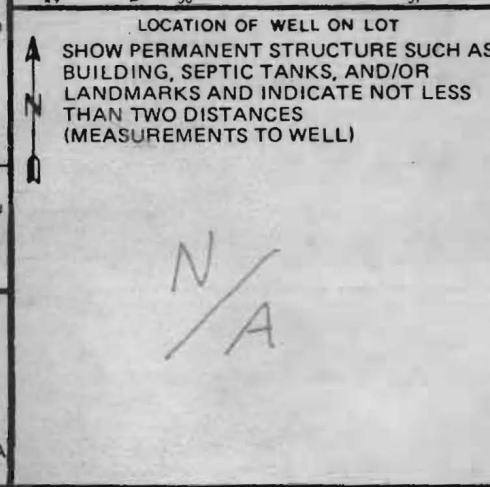 LOCATION OF WELL ON LOT
SHOW PERMANENT STRUCTURE SUCH AS
BUILDING, SEPTIC TANKS, AND/OR
LANDMARKS AND INDICATE NOT LESS
THAN TWO DISTANCES
(MEASUREMENTS TO WELL)
N
N/A